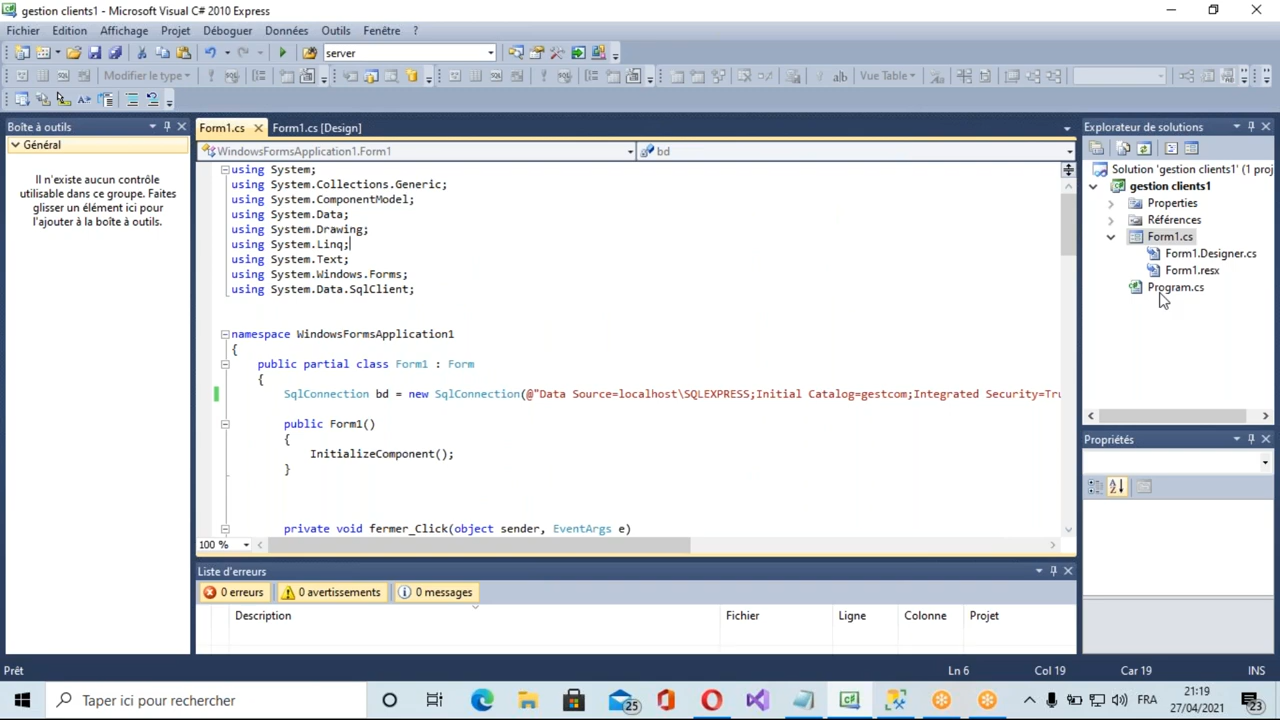 gestion clients1 - Microsoft Visual C# 2010 Express
Fichier Edition Affichage Projet Déboguer Données Outils Fenêtre ?
server
Modifier le type Vue Table
Boîte à outils
Général
Il n'existe aucun contrôle
utilisable dans ce groupe. Faites
glisser un élément ici pour
l'ajouter à la boîte à outils.
Form1.cs Form1.cs [Design]
WindowsFormsApplication1.Form1 bd
using System;
using System.Collections.Generic;
using System.ComponentModel;
using System.Data;
using System.Drawing;
using System.Linq;
using System.Text;
using System.Windows.Forms;
using System.Data.SqlClient;
namespace WindowsFormsApplication1
{
public partial class Form1 : Form
{
SqlConnection bd = new SqlConnection(@"Data Source=localhost\SQLEXPRESS;Initial Catalog=gestcom;Integrated Security=Tru
public Form1()
{
InitializeComponent();
}
private void fermer_Click(object sender, EventArgs e)
100 %
Explorateur de solutions
Solution 'gestion clients1' (1 proj
gestion clients1
Properties
Références
Form1.cs
Form1.Designer.cs
Form1.resx
Program.cs
Propriétés
Liste d'erreurs
0 erreurs 0 avertissements 0 messages
Description Fichier Ligne Colonne Projet
Prêt Ln 6 Col 19 Car 19 INS
Taper ici pour rechercher 25 FRA 21:19
27/04/2021 23